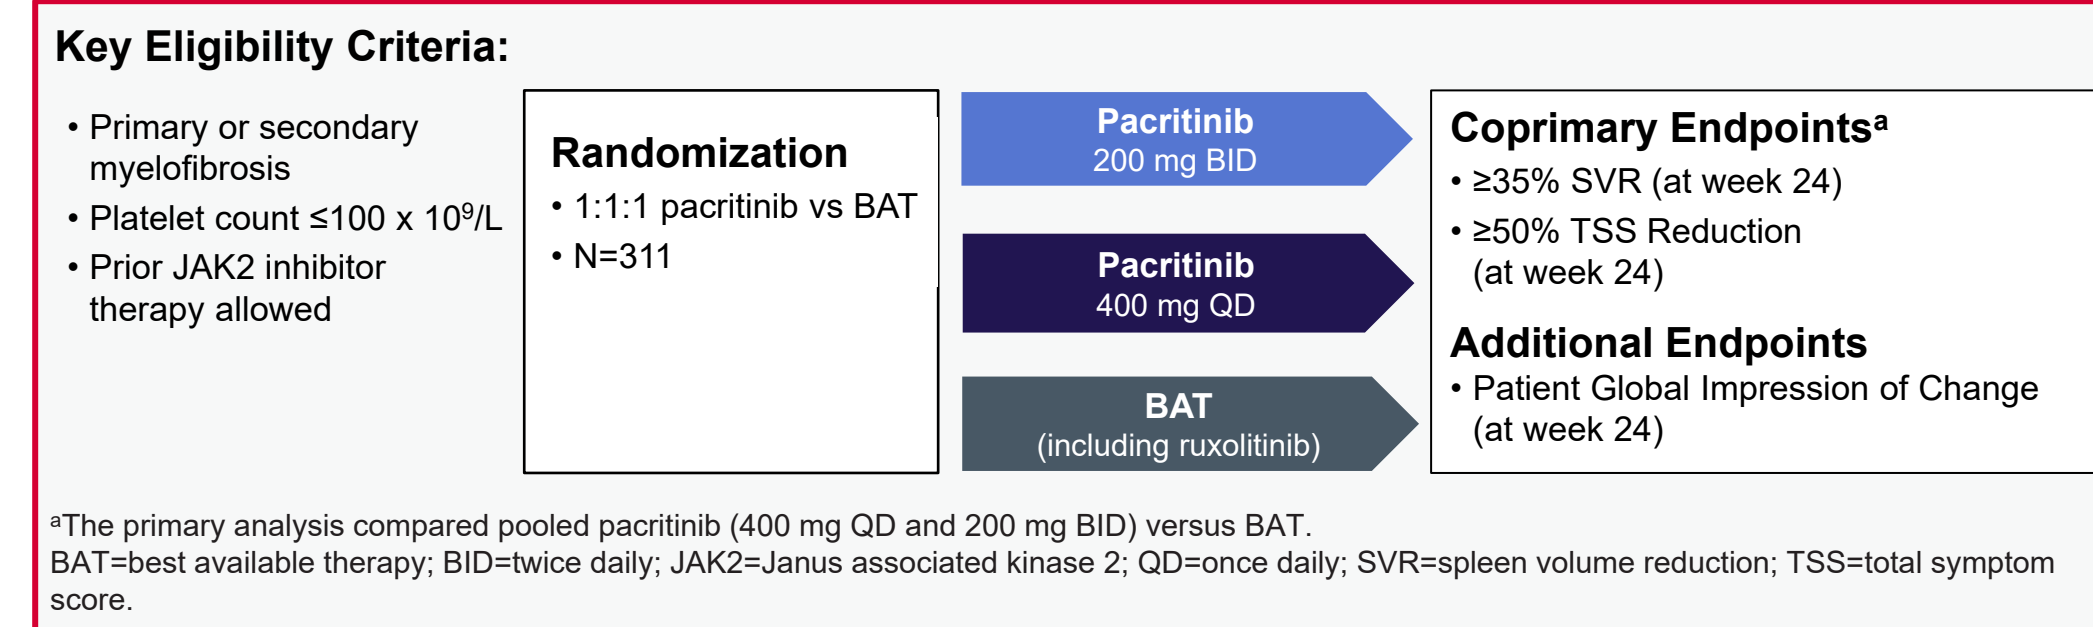 Key Eligibility Criteria:
• Primary or secondary
myelofibrosis
• Platelet count ≤100 x 10⁹/L
• Prior JAK2 inhibitor
therapy allowed
Randomization
• 1:1:1 pacritinib vs BAT
• N=311
Pacritinib
200 mg BID
Pacritinib
400 mg QD
BAT
(including ruxolitinib)
Coprimary Endpointsᵃ
• ≥35% SVR (at week 24)
• ≥50% TSS Reduction
(at week 24)
Additional Endpoints
• Patient Global Impression of Change
(at week 24)
ᵃThe primary analysis compared pooled pacritinib (400 mg QD and 200 mg BID) versus BAT.
BAT=best available therapy; BID=twice daily; JAK2=Janus associated kinase 2; QD=once daily; SVR=spleen volume reduction; TSS=total symptom
score.